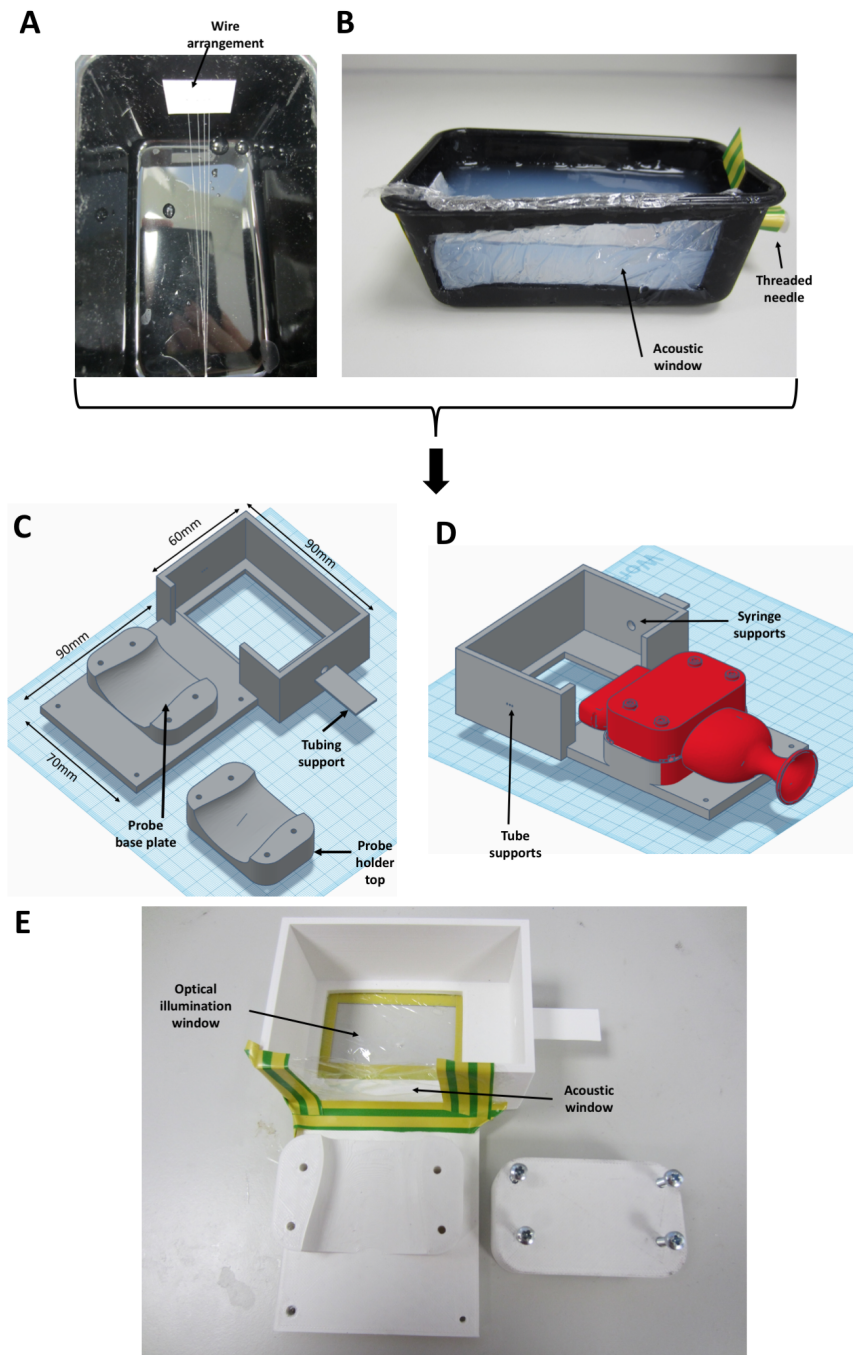 A
Wire
arrangement
B
Threaded
needle
Acoustic
window
C
60mm
90mm
90mm
70mm
Tubing
support
Probe
base plate
Probe
holder
top
D
Syringe
supports
Tube
supports
E
Optical
illumination
window
Acoustic
window